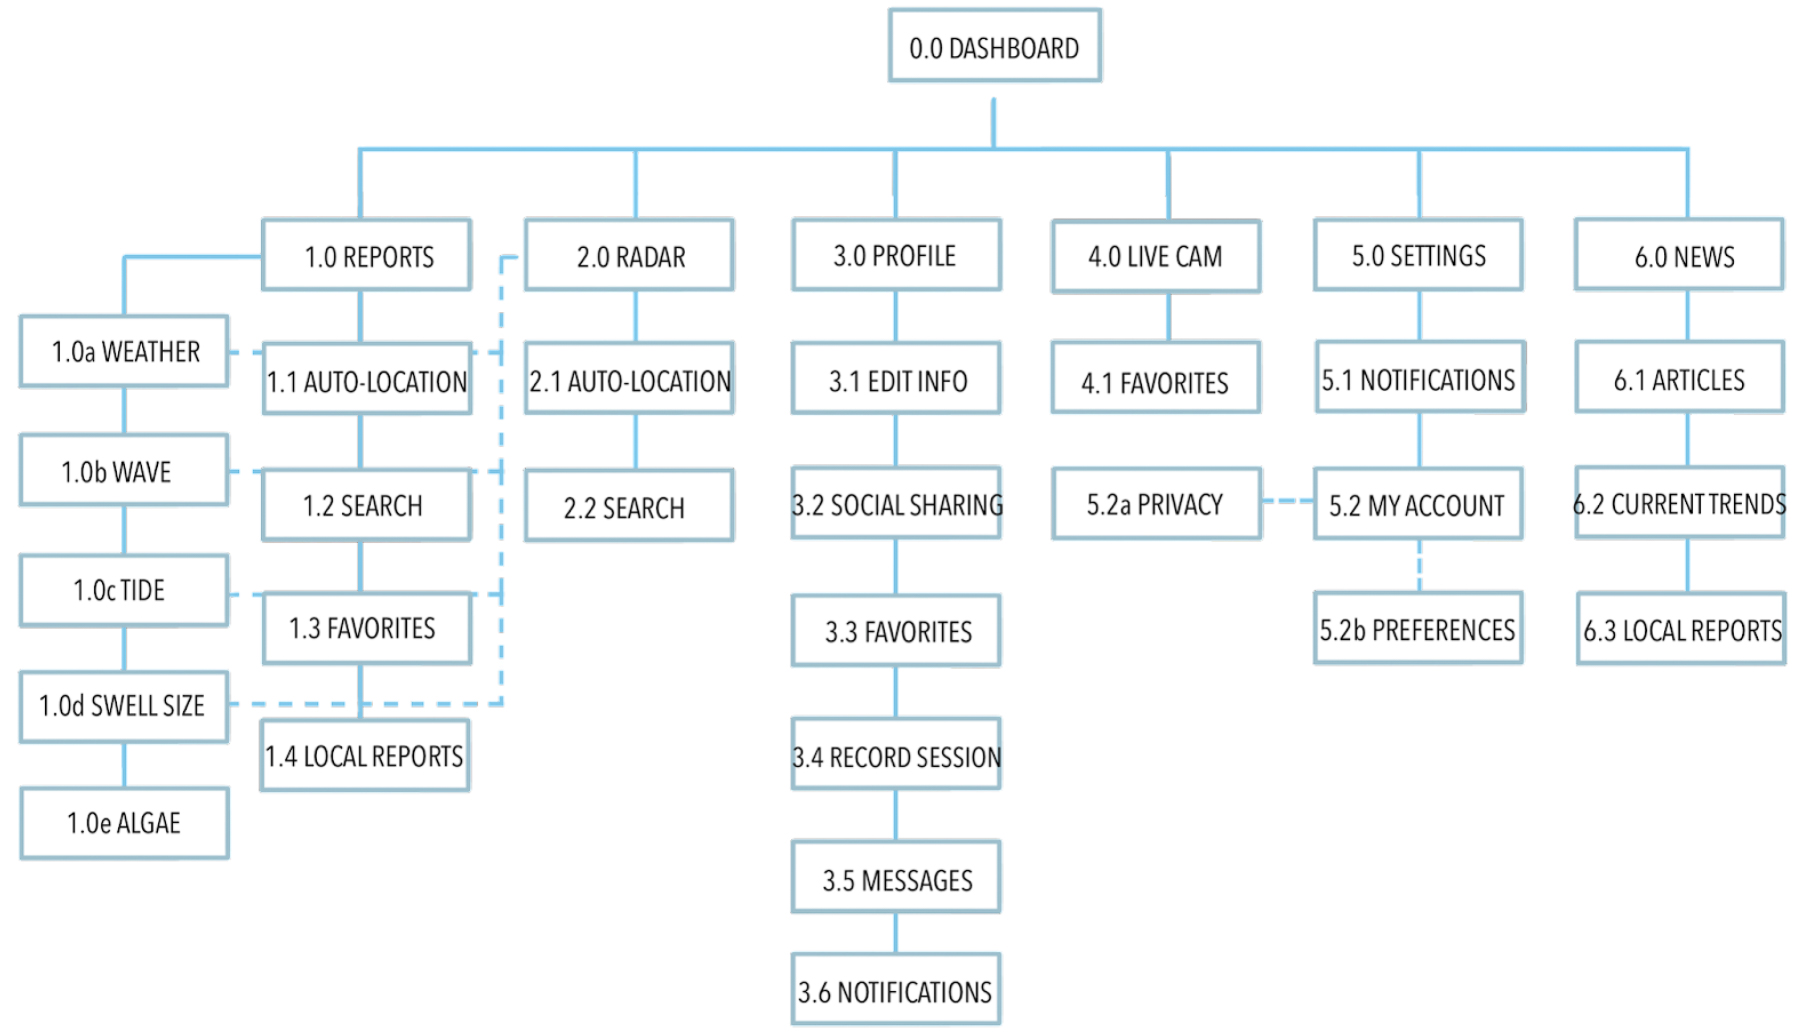 0.0 DASHBOARD
1.0 REPORTS
2.0 RADAR
3.0 PROFILE
4.0 LIVE CAM
5.0 SETTINGS
6.0 NEWS
1.0a WEATHER
1.1 AUTO-LOCATION
2.1 AUTO-LOCATION
3.1 EDIT INFO
4.1 FAVORITES
5.1 NOTIFICATIONS
6.1 ARTICLES
1.0b WAVE
1.2 SEARCH
2.2 SEARCH
3.2 SOCIAL SHARING
5.2a PRIVACY
5.2 MY ACCOUNT
6.2 CURRENT TRENDS
1.0c TIDE
1.3 FAVORITES
3.3 FAVORITES
5.2b PREFERENCES
6.3 LOCAL REPORTS
1.0d SWELL SIZE
1.4 LOCAL REPORTS
3.4 RECORD SESSION
1.0e ALGAE
3.5 MESSAGES
3.6 NOTIFICATIONS